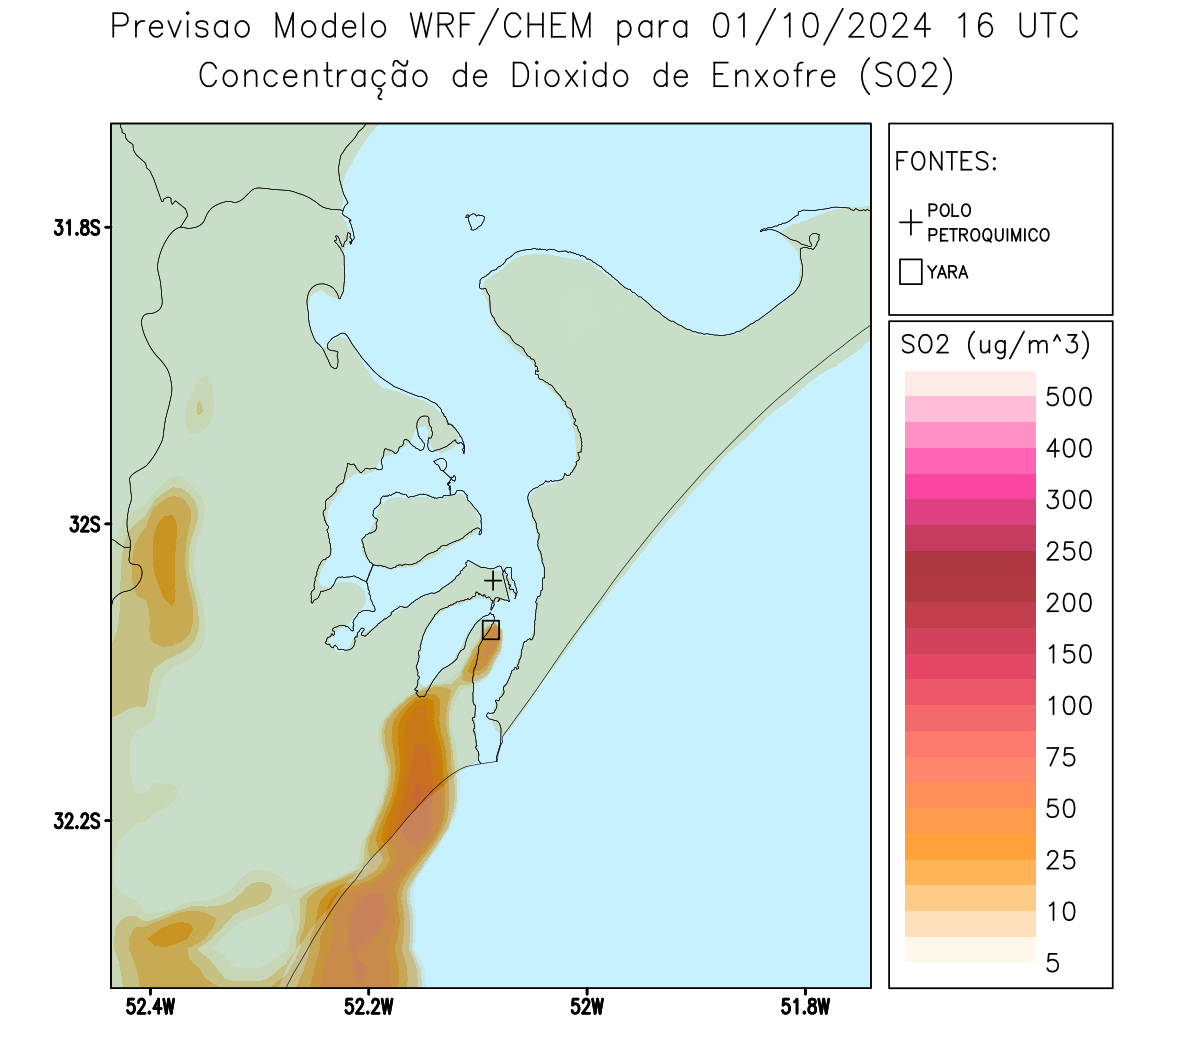 Previsao Modelo WRF/CHEM para 01/10/2024 16 UTC
Concentração de Dioxido de Enxofre (SO2)
FONTES:
POLO
PETROQUIMICO
YARA
31.8S
32S
32.2S
52.4W
52.2W
52W
51.8W
SO2 (ug/m^3)
500
400
300
250
200
150
100
75
50
25
10
5